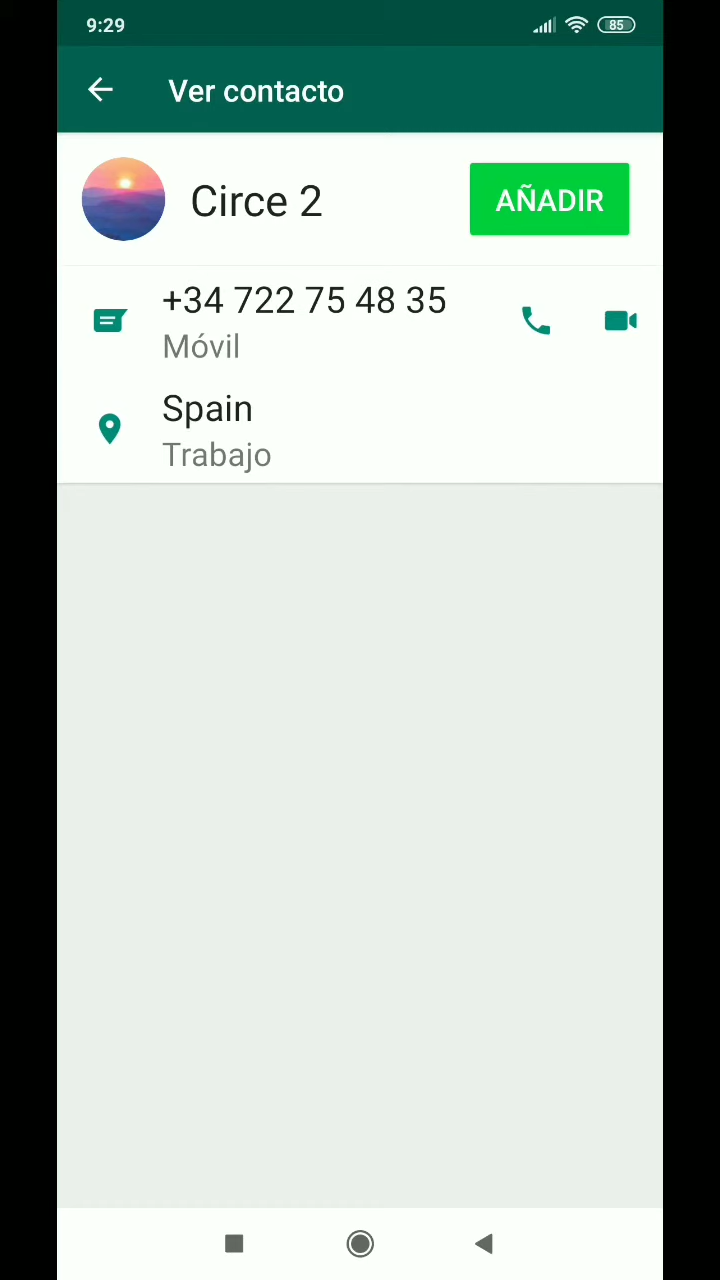 9:29
85
Ver contacto
Circe 2
AÑADIR
+34 722 75 48 35
Móvil
Spain
Trabajo